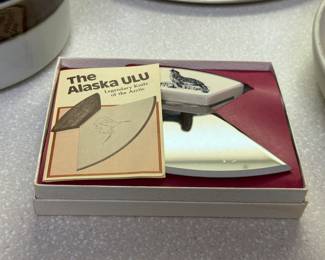 The
Alaska ULU
Legendary Knife
of the Arctic